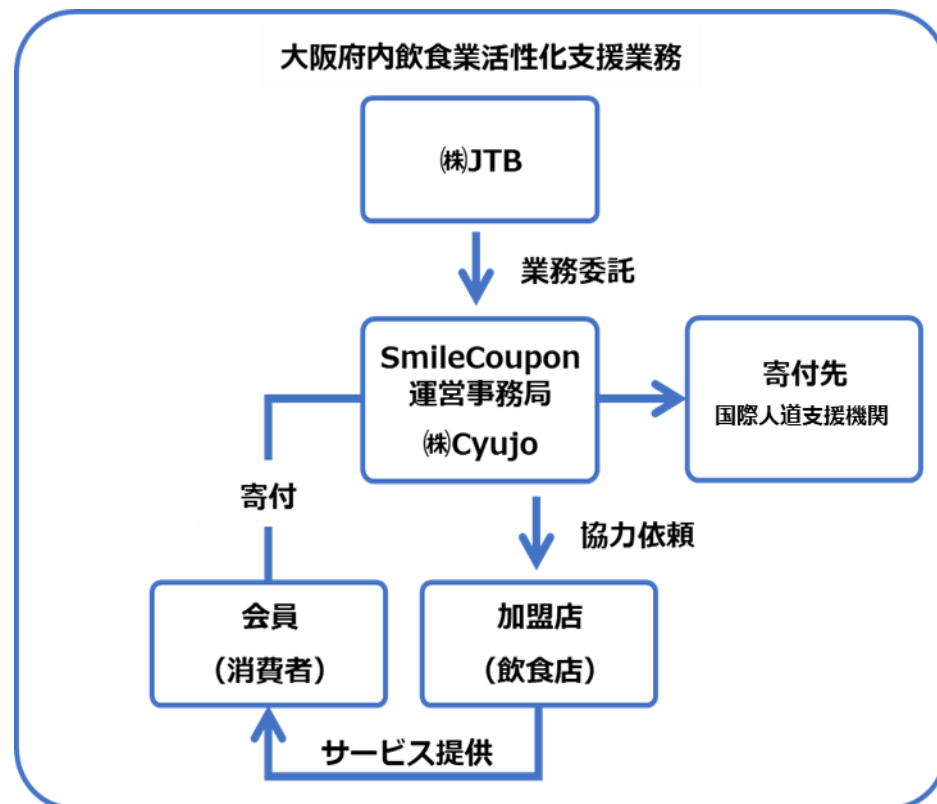 大阪府内飲食業活性化支援業務
㈱JTB
業務委託
SmileCoupon
運営事務局
㈱Cyujo
寄付先
国際人道支援機関
寄付
協力依頼
会員
（消費者）
加盟店
（飲食店）
サービス提供